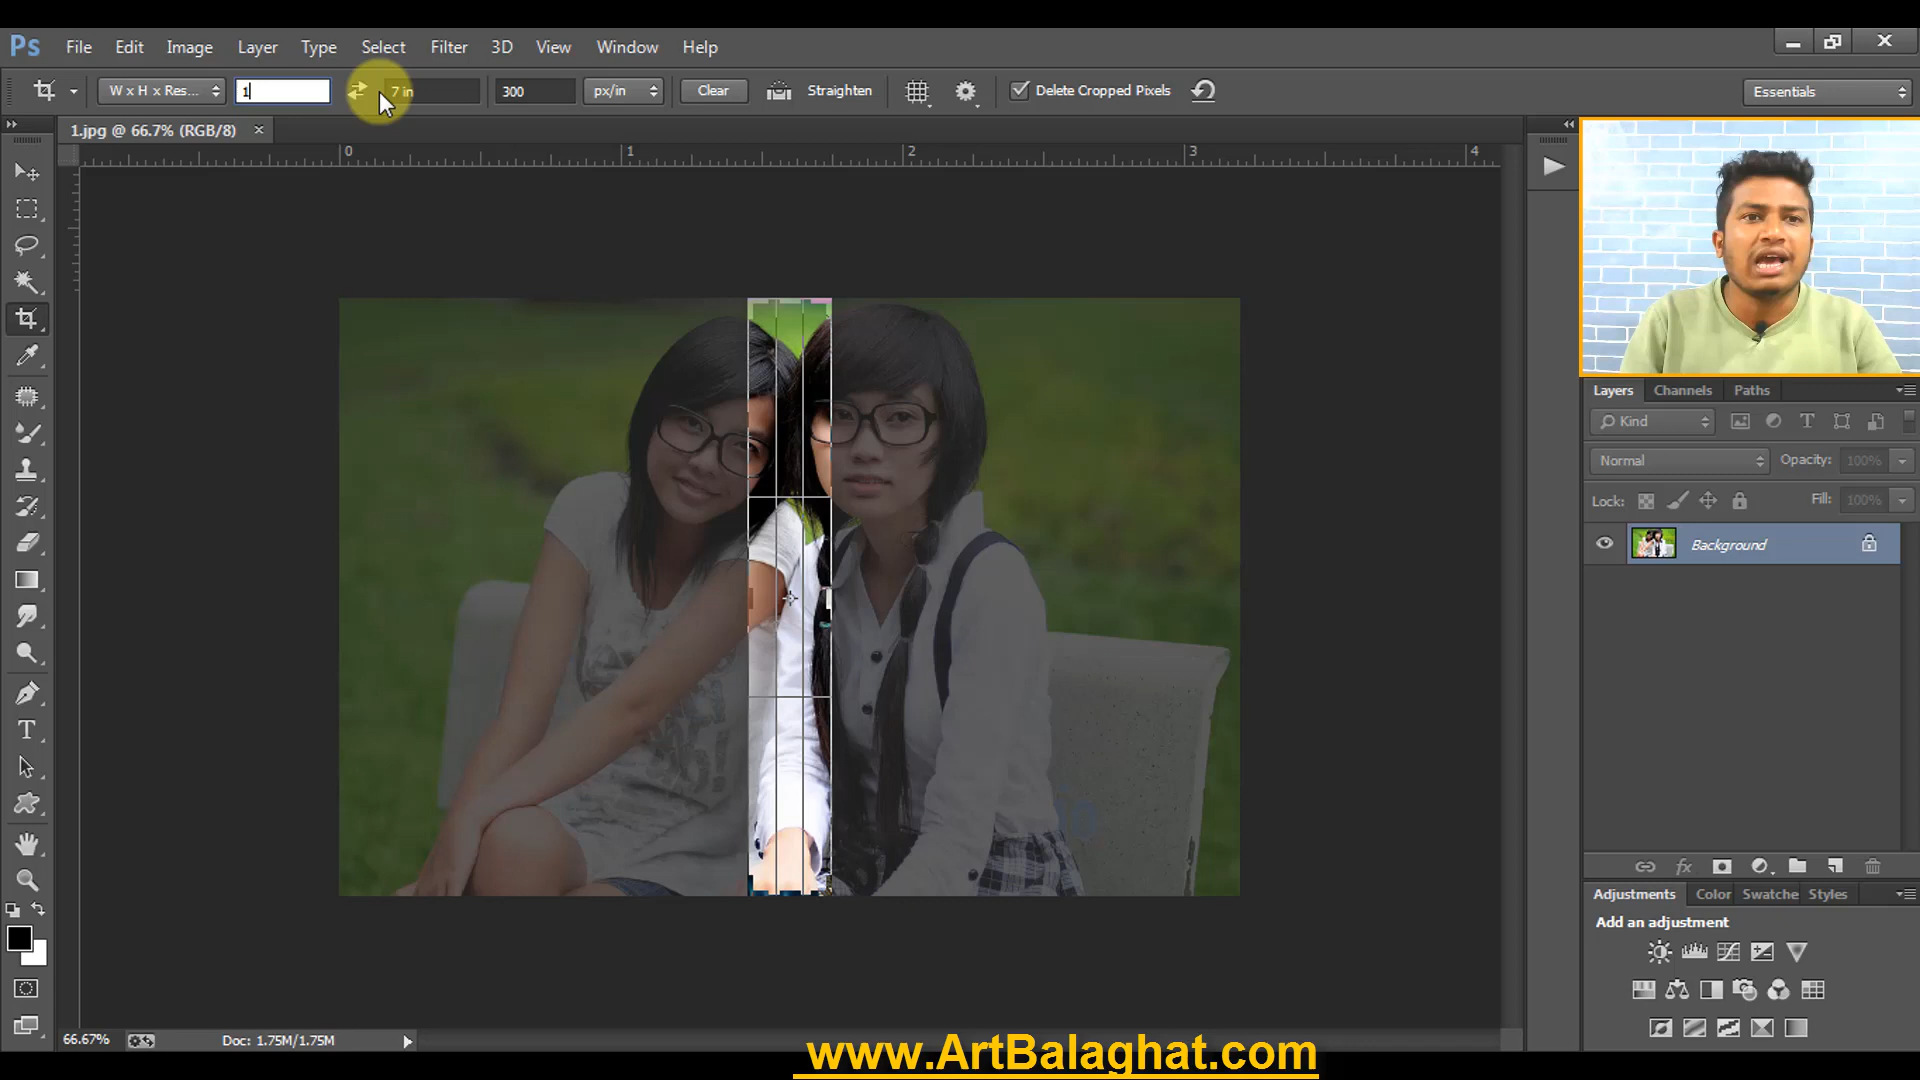 Ps File Edit Image Layer Type Select Filter 3D View Window Help
W x H x Res... 1 7 in 300 px/in Clear Straighten Delete Cropped Pixels Essentials
1.jpg @ 66.7% (RGB/8) ×
0 1 2 3 4
Layers Channels Paths
Kind
Normal Opacity: 100%
Lock: Fill: 100%
Background
Adjustments Color Swatche Styles
Add an adjustment
66.67% Doc: 1.75M/1.75M
www.ArtBalaghat.com